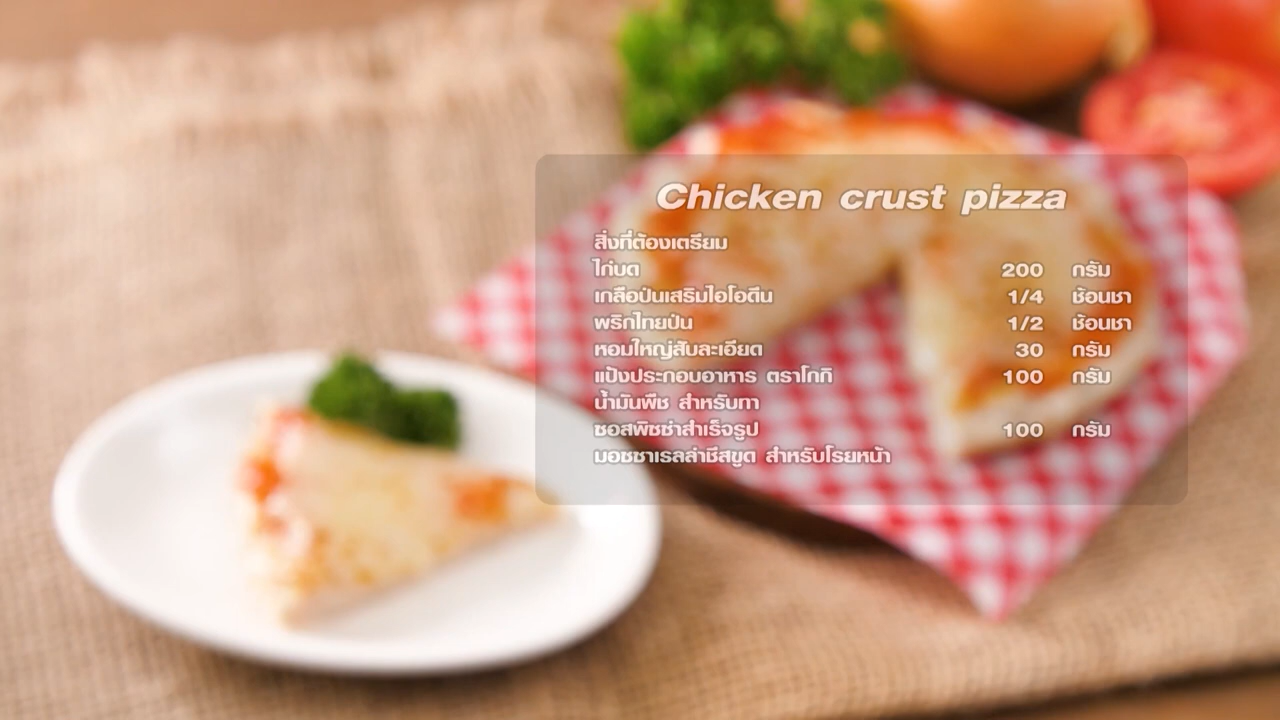 Chicken crust pizza
สิ่งที่ต้องเตรียม
ไก่บด 200 กรัม
เกลือป่นเสริมไอโอดีน 1/4 ช้อนชา
พริกไทยป่น 1/2 ช้อนชา
หอมใหญ่สับละเอียด 30 กรัม
แป้งประกอบอาหาร ตราโกกิ 100 กรัม
น้ำมันพืช สำหรับทา
ซอสพิซซ่าสำเร็จรูป 100 กรัม
มอซซาเรลล่าชีสขูด สำหรับโรยหน้า